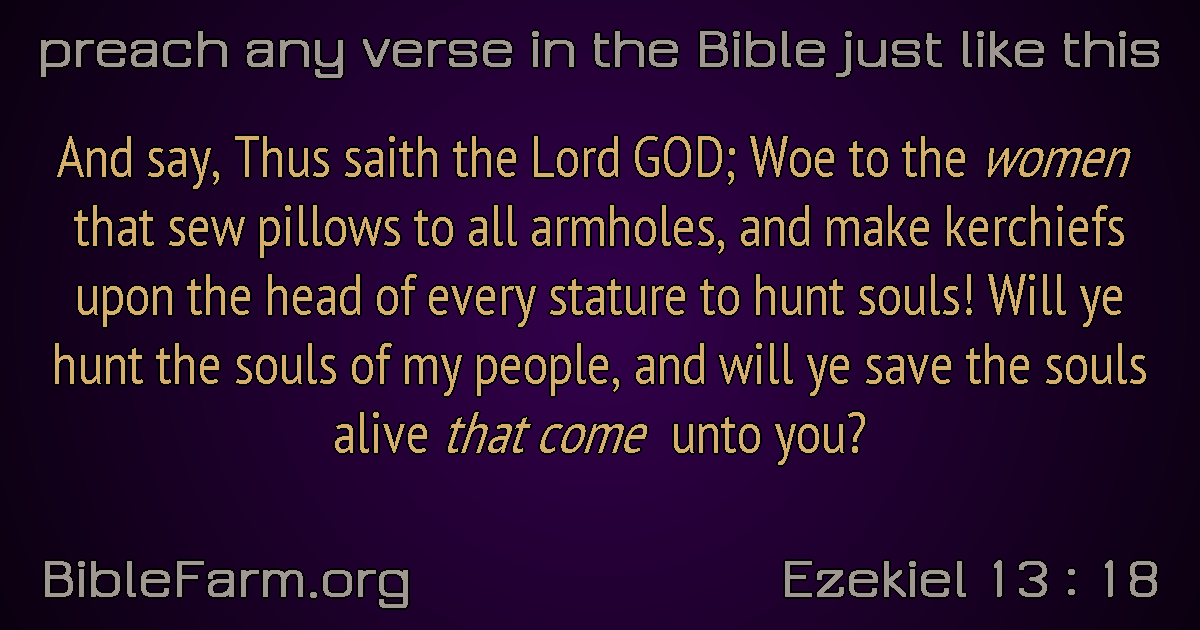 preach any verse in the Bible just like this
And say, Thus saith the Lord GOD; Woe to the women
that sew pillows to all armholes, and make kerchiefs
upon the head of every stature to hunt souls! Will ye
hunt the souls of my people, and will ye save the souls
alive that come unto you?
BibleFarm.org
Ezekiel 13 : 18